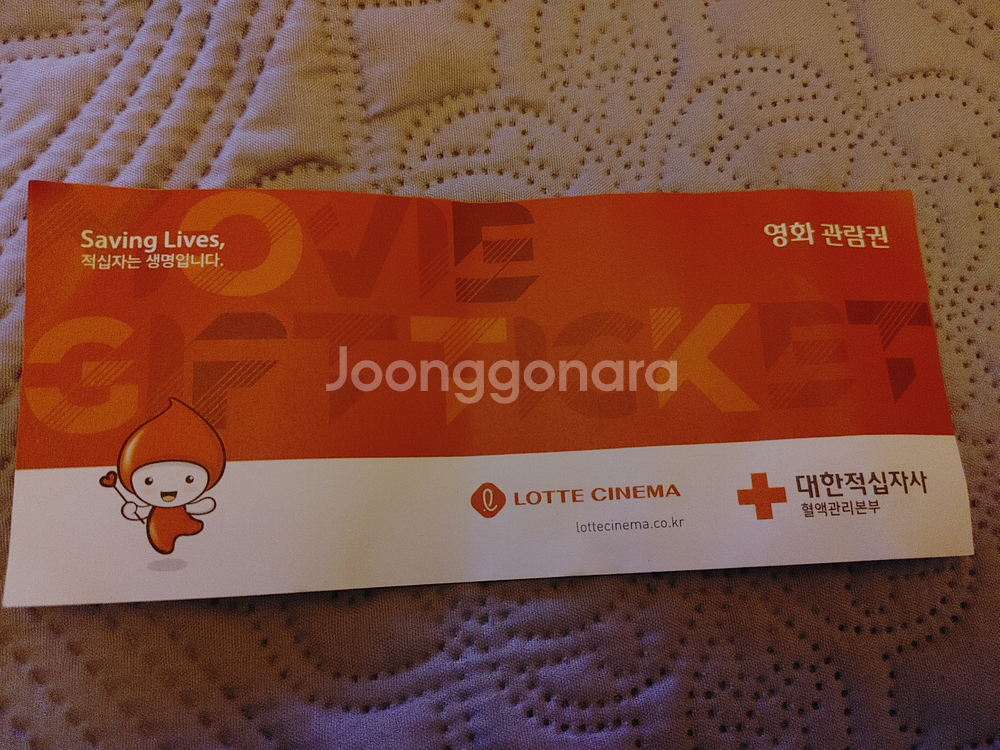 Saving Lives,
적십자는 생명입니다.
영화 관람권
MOVIE
GIFT TICKET
Joonggonara
LOTTE CINEMA
lottecinema.co.kr
대한적십자사
혈액관리본부